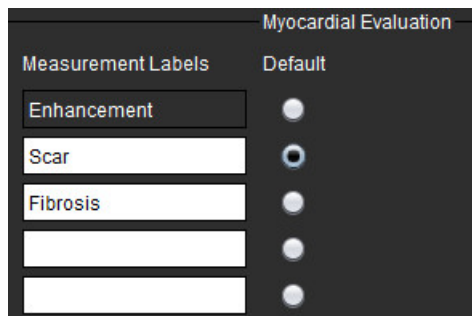 Myocardial Evaluation
Measurement Labels Default
Enhancement
Scar
Fibrosis